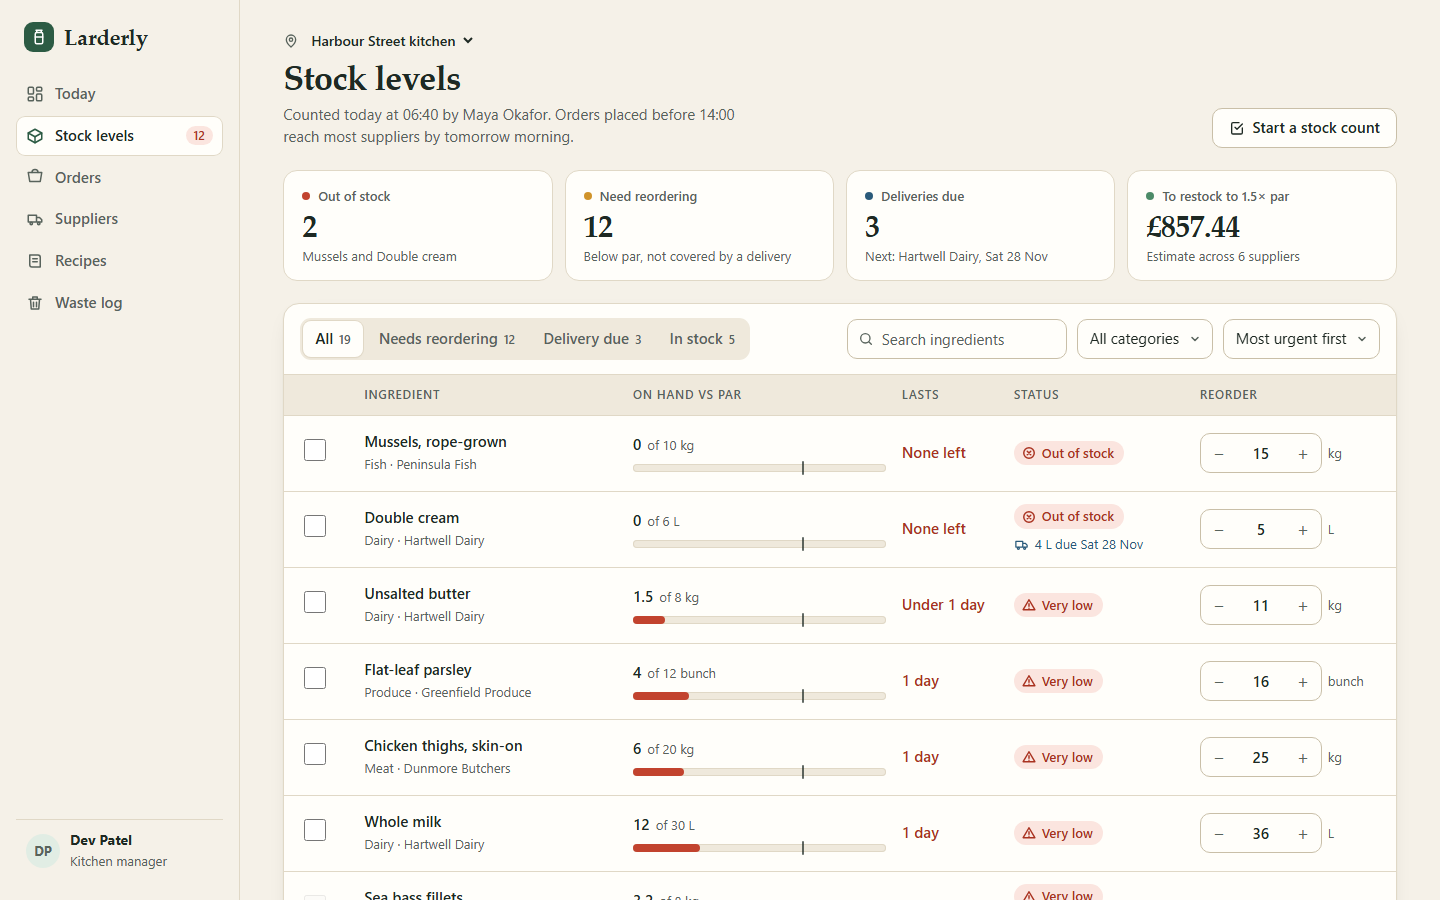 Larderly
Today
Stock levels 12
Orders
Suppliers
Recipes
Waste log
DP
Dev Patel
Kitchen manager
Harbour Street kitchen
Stock levels
Counted today at 06:40 by Maya Okafor. Orders placed before 14:00
reach most suppliers by tomorrow morning.
Start a stock count
Out of stock
2
Mussels and Double cream
Need reordering
12
Below par, not covered by a delivery
Deliveries due
3
Next: Hartwell Dairy, Sat 28 Nov
To restock to 1.5× par
£857.44
Estimate across 6 suppliers
All 19 Needs reordering 12 Delivery due 3 In stock 5
Search ingredients
All categories
Most urgent first
INGREDIENT ON HAND VS PAR LASTS STATUS REORDER
Mussels, rope-grown
Fish · Peninsula Fish
0 of 10 kg
None left
Out of stock
− 15 + kg
Double cream
Dairy · Hartwell Dairy
0 of 6 L
None left
Out of stock
4 L due Sat 28 Nov
− 5 + L
Unsalted butter
Dairy · Hartwell Dairy
1.5 of 8 kg
Under 1 day
Very low
− 11 + kg
Flat-leaf parsley
Produce · Greenfield Produce
4 of 12 bunch
1 day
Very low
− 16 + bunch
Chicken thighs, skin-on
Meat · Dunmore Butchers
6 of 20 kg
1 day
Very low
− 25 + kg
Whole milk
Dairy · Hartwell Dairy
12 of 30 L
1 day
Very low
− 36 + L
Sea bass fillets
Very low